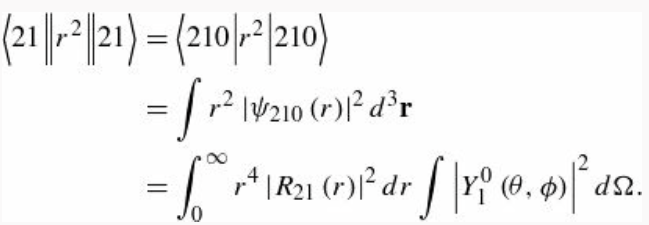 ⟨21‖r²‖21⟩ = ⟨210|r²|210⟩
= ∫ r² |ψ₂₁₀ (r)|² d³𝐫
= ∫₀^∞ r⁴ |R₂₁ (r)|² dr ∫ |Y₁⁰ (θ, ϕ)|² dΩ.